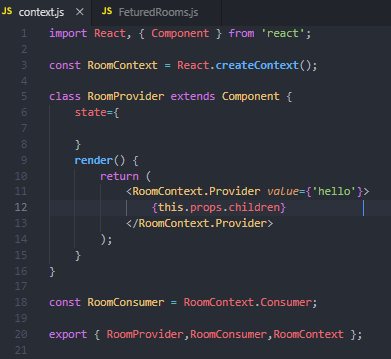 JS context.js × JS FeturedRooms.js
1 import React, { Component } from 'react';
2
3 const RoomContext = React.createContext();
4
5 class RoomProvider extends Component {
6 state={
7
8 }
9 render() {
10 return (
11 <RoomContext.Provider value={'hello'}>
12 {this.props.children}
13 </RoomContext.Provider>
14 );
15 }
16 }
17
18 const RoomConsumer = RoomContext.Consumer;
19
20 export { RoomProvider,RoomConsumer,RoomContext };
21